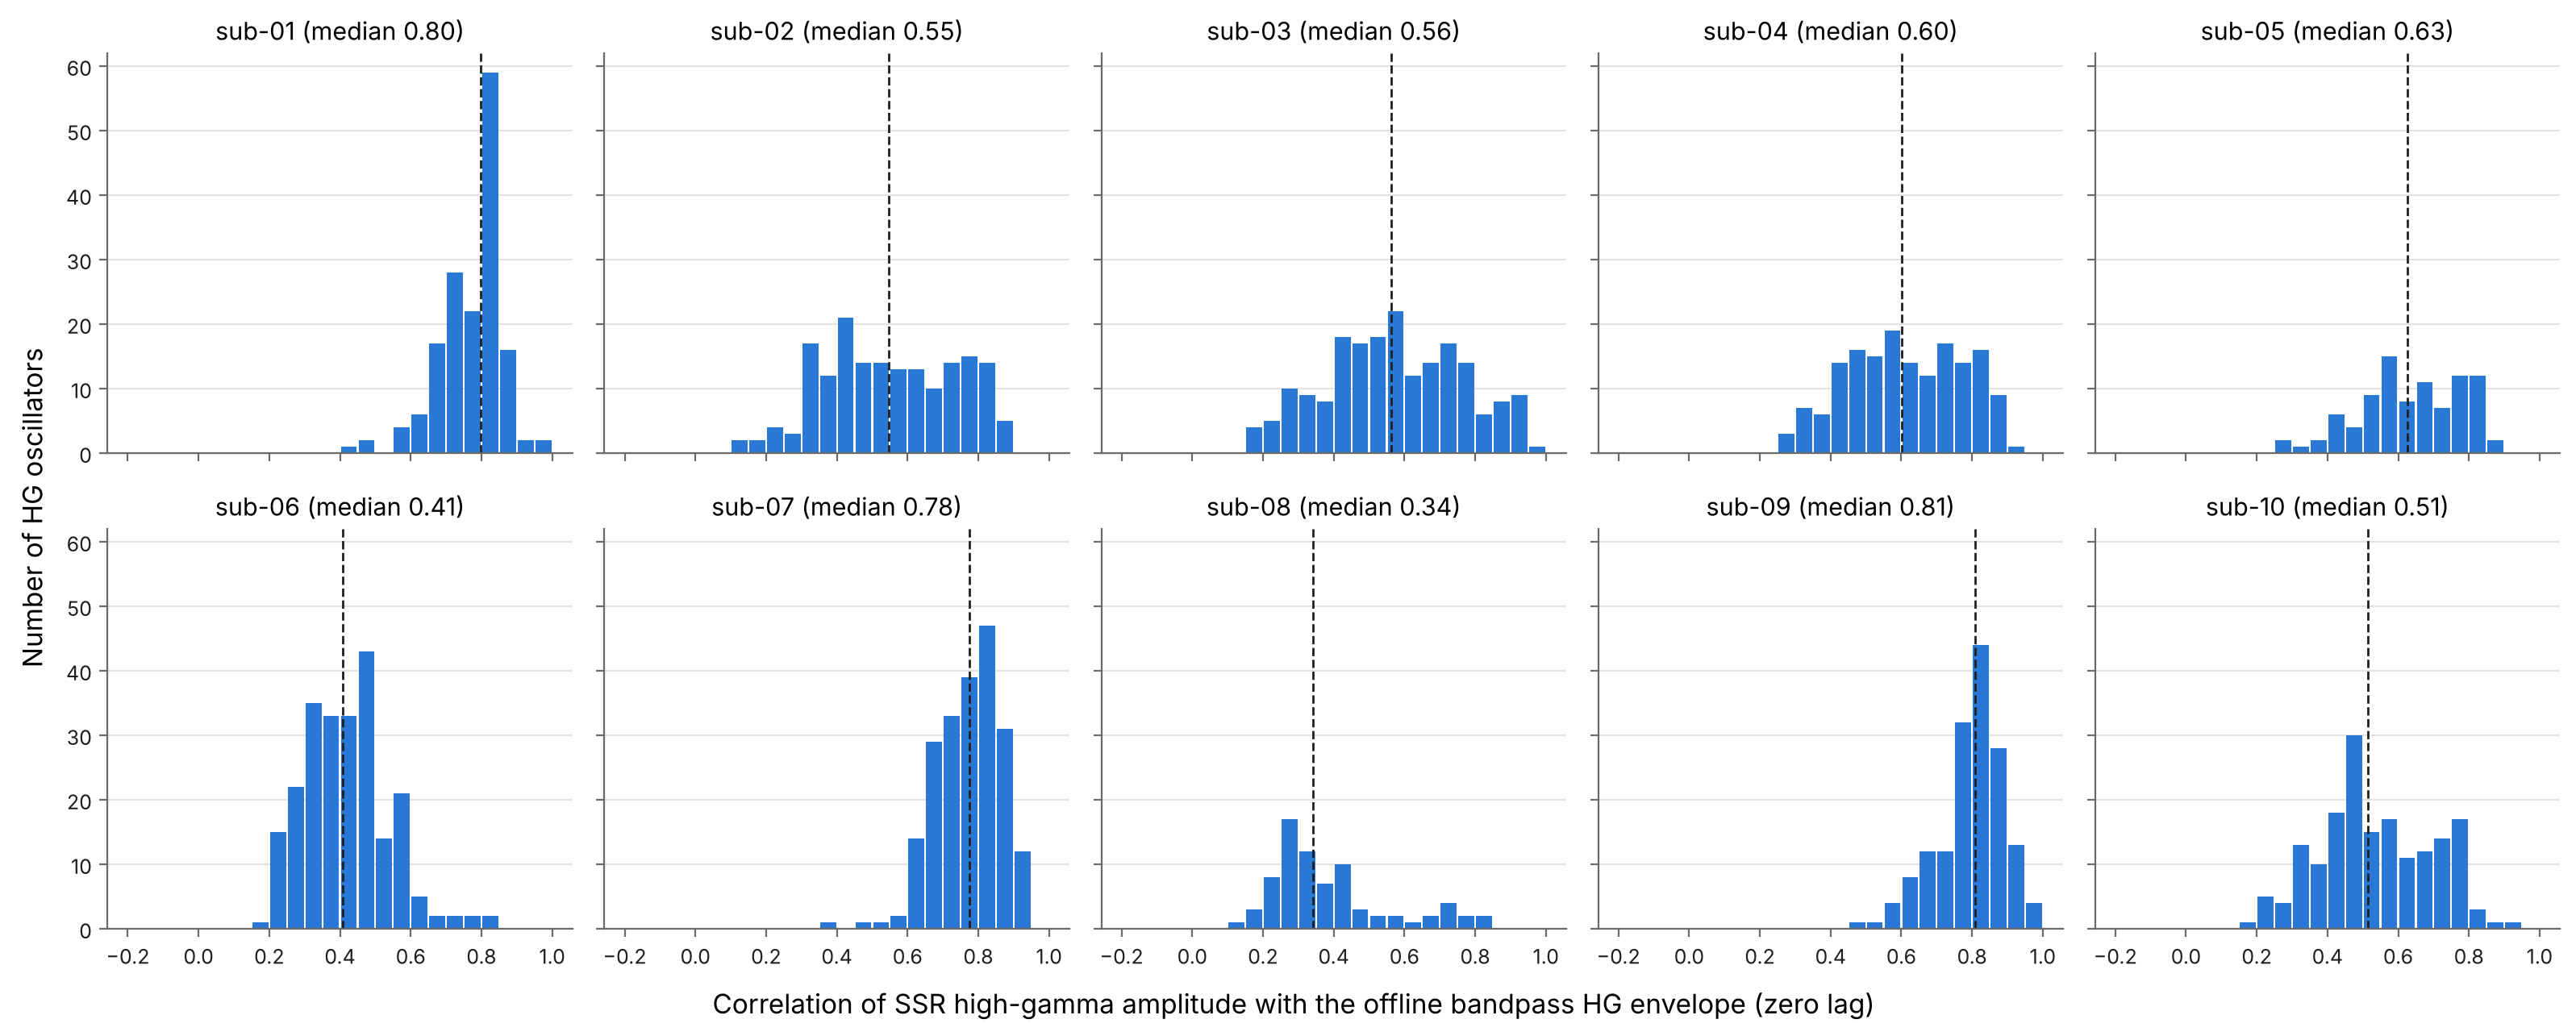 sub-01 (median 0.80)
sub-02 (median 0.55)
sub-03 (median 0.56)
sub-04 (median 0.60)
sub-05 (median 0.63)
60
50
40
30
20
10
0
Number of HG oscillators
sub-06 (median 0.41)
sub-07 (median 0.78)
sub-08 (median 0.34)
sub-09 (median 0.81)
sub-10 (median 0.51)
60
50
40
30
20
10
0
−0.2 0.0 0.2 0.4 0.6 0.8 1.0
−0.2 0.0 0.2 0.4 0.6 0.8 1.0
−0.2 0.0 0.2 0.4 0.6 0.8 1.0
−0.2 0.0 0.2 0.4 0.6 0.8 1.0
−0.2 0.0 0.2 0.4 0.6 0.8 1.0
Correlation of SSR high-gamma amplitude with the offline bandpass HG envelope (zero lag)